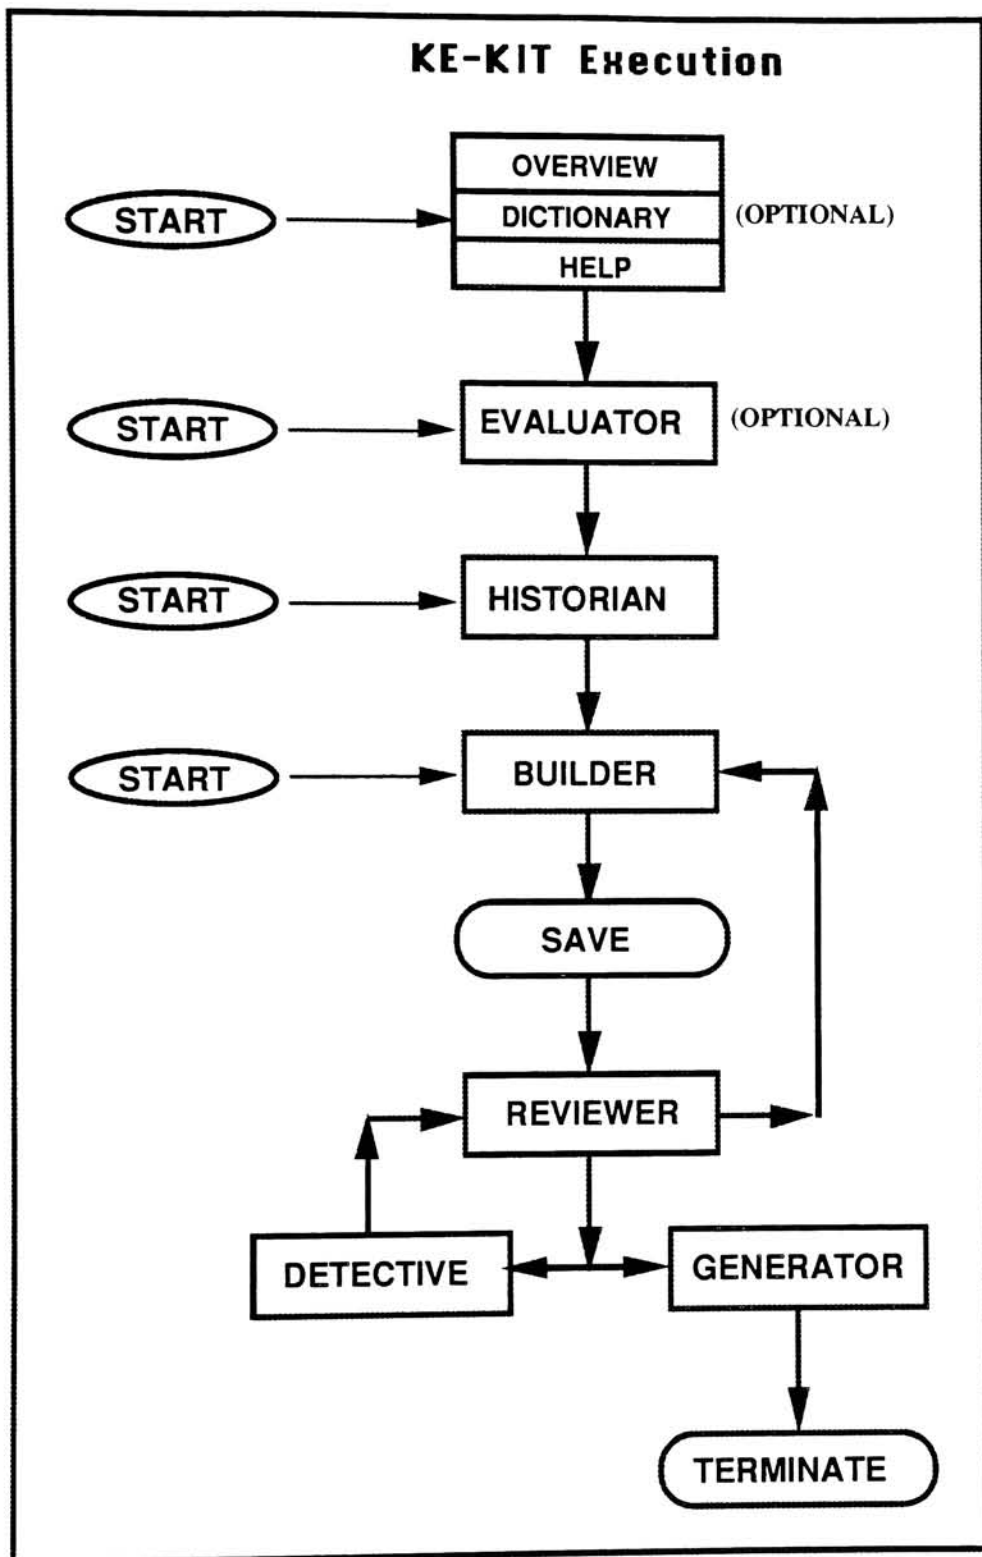 KE-KIT Execution
OVERVIEW
START
DICTIONARY
(OPTIONAL)
HELP
START
EVALUATOR
(OPTIONAL)
START
HISTORIAN
START
BUILDER
SAVE
REVIEWER
DETECTIVE
GENERATOR
TERMINATE